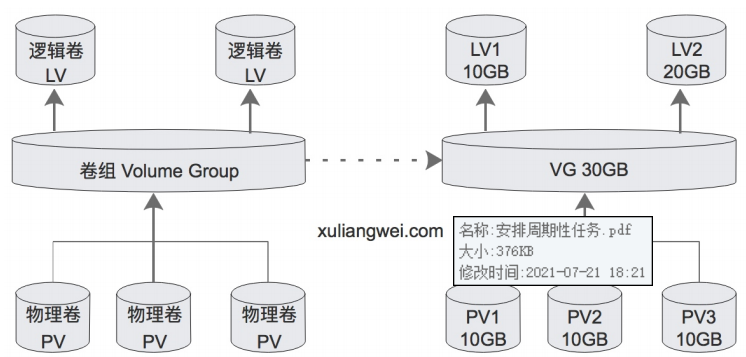 逻辑卷
LV
逻辑卷
LV
LV1
10GB
LV2
20GB
卷组 Volume Group
VG 30GB
xuliangwei.com
名称:安排周期性任务.pdf
大小:376KB
修改时间:2021-07-21 18:21
物理卷
PV
物理卷
PV
物理卷
PV
PV1
10GB
PV2
10GB
PV3
10GB